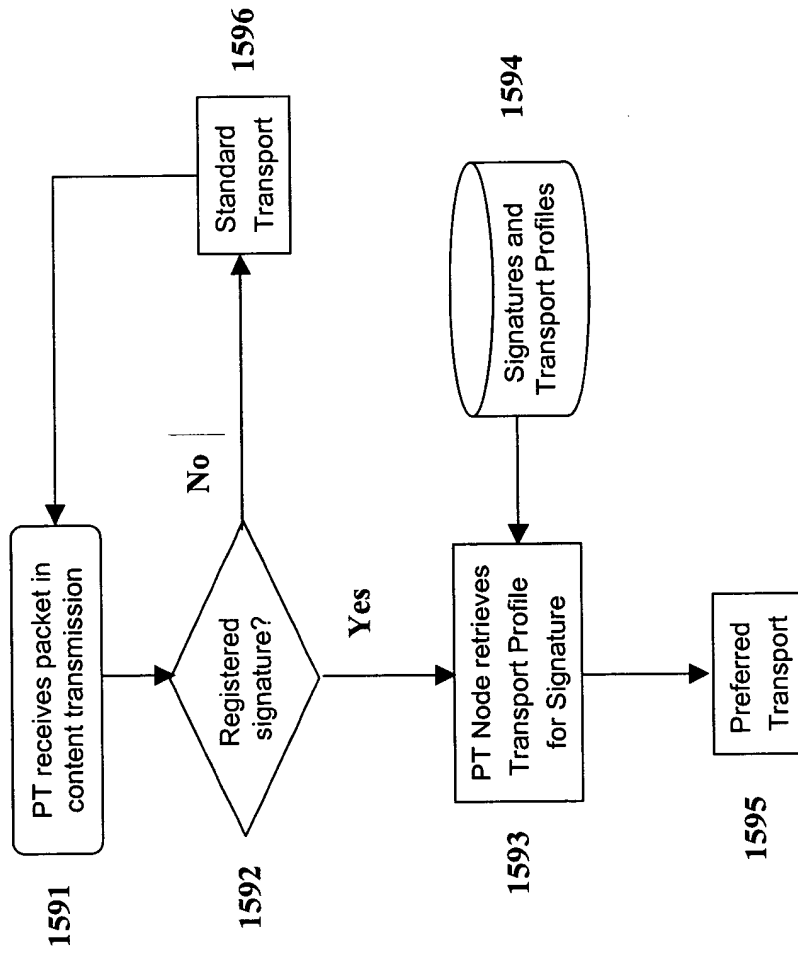 1591
PT receives packet in
content transmission
1592
Registered
signature?
No
Standard
Transport
1596
Yes
1593
PT Node retrieves
Transport Profile
for Signature
Signatures and
Transport Profiles
1594
1595
Preferred
Transport